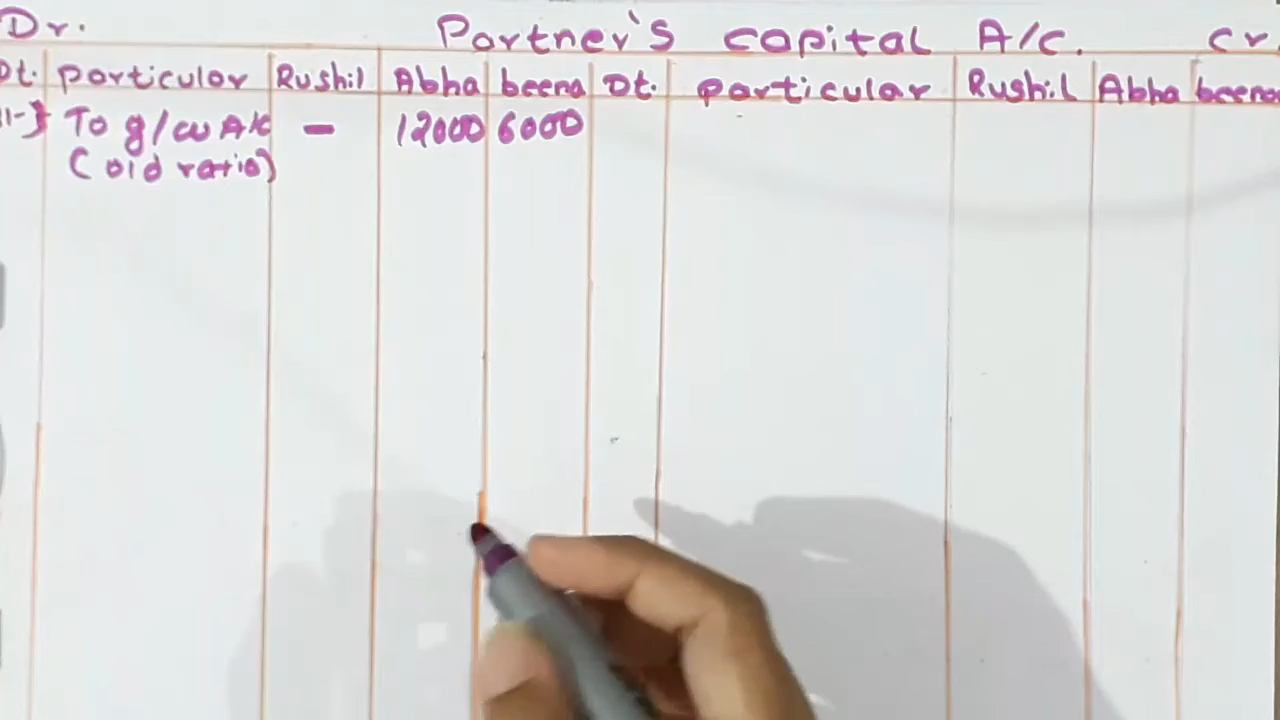 Dr. Partner's capital A/c. cr.
Dt. particular Rushil Abha beena Dt. particular Rushil Abha beena
To g/w A/c - 12000 6000
(old ratio)